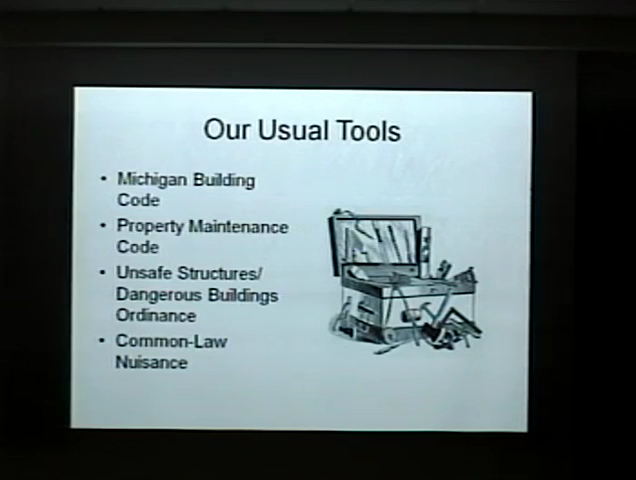 Our Usual Tools
• Michigan Building
Code
• Property Maintenance
Code
• Unsafe Structures/
Dangerous Buildings
Ordinance
• Common-Law
Nuisance